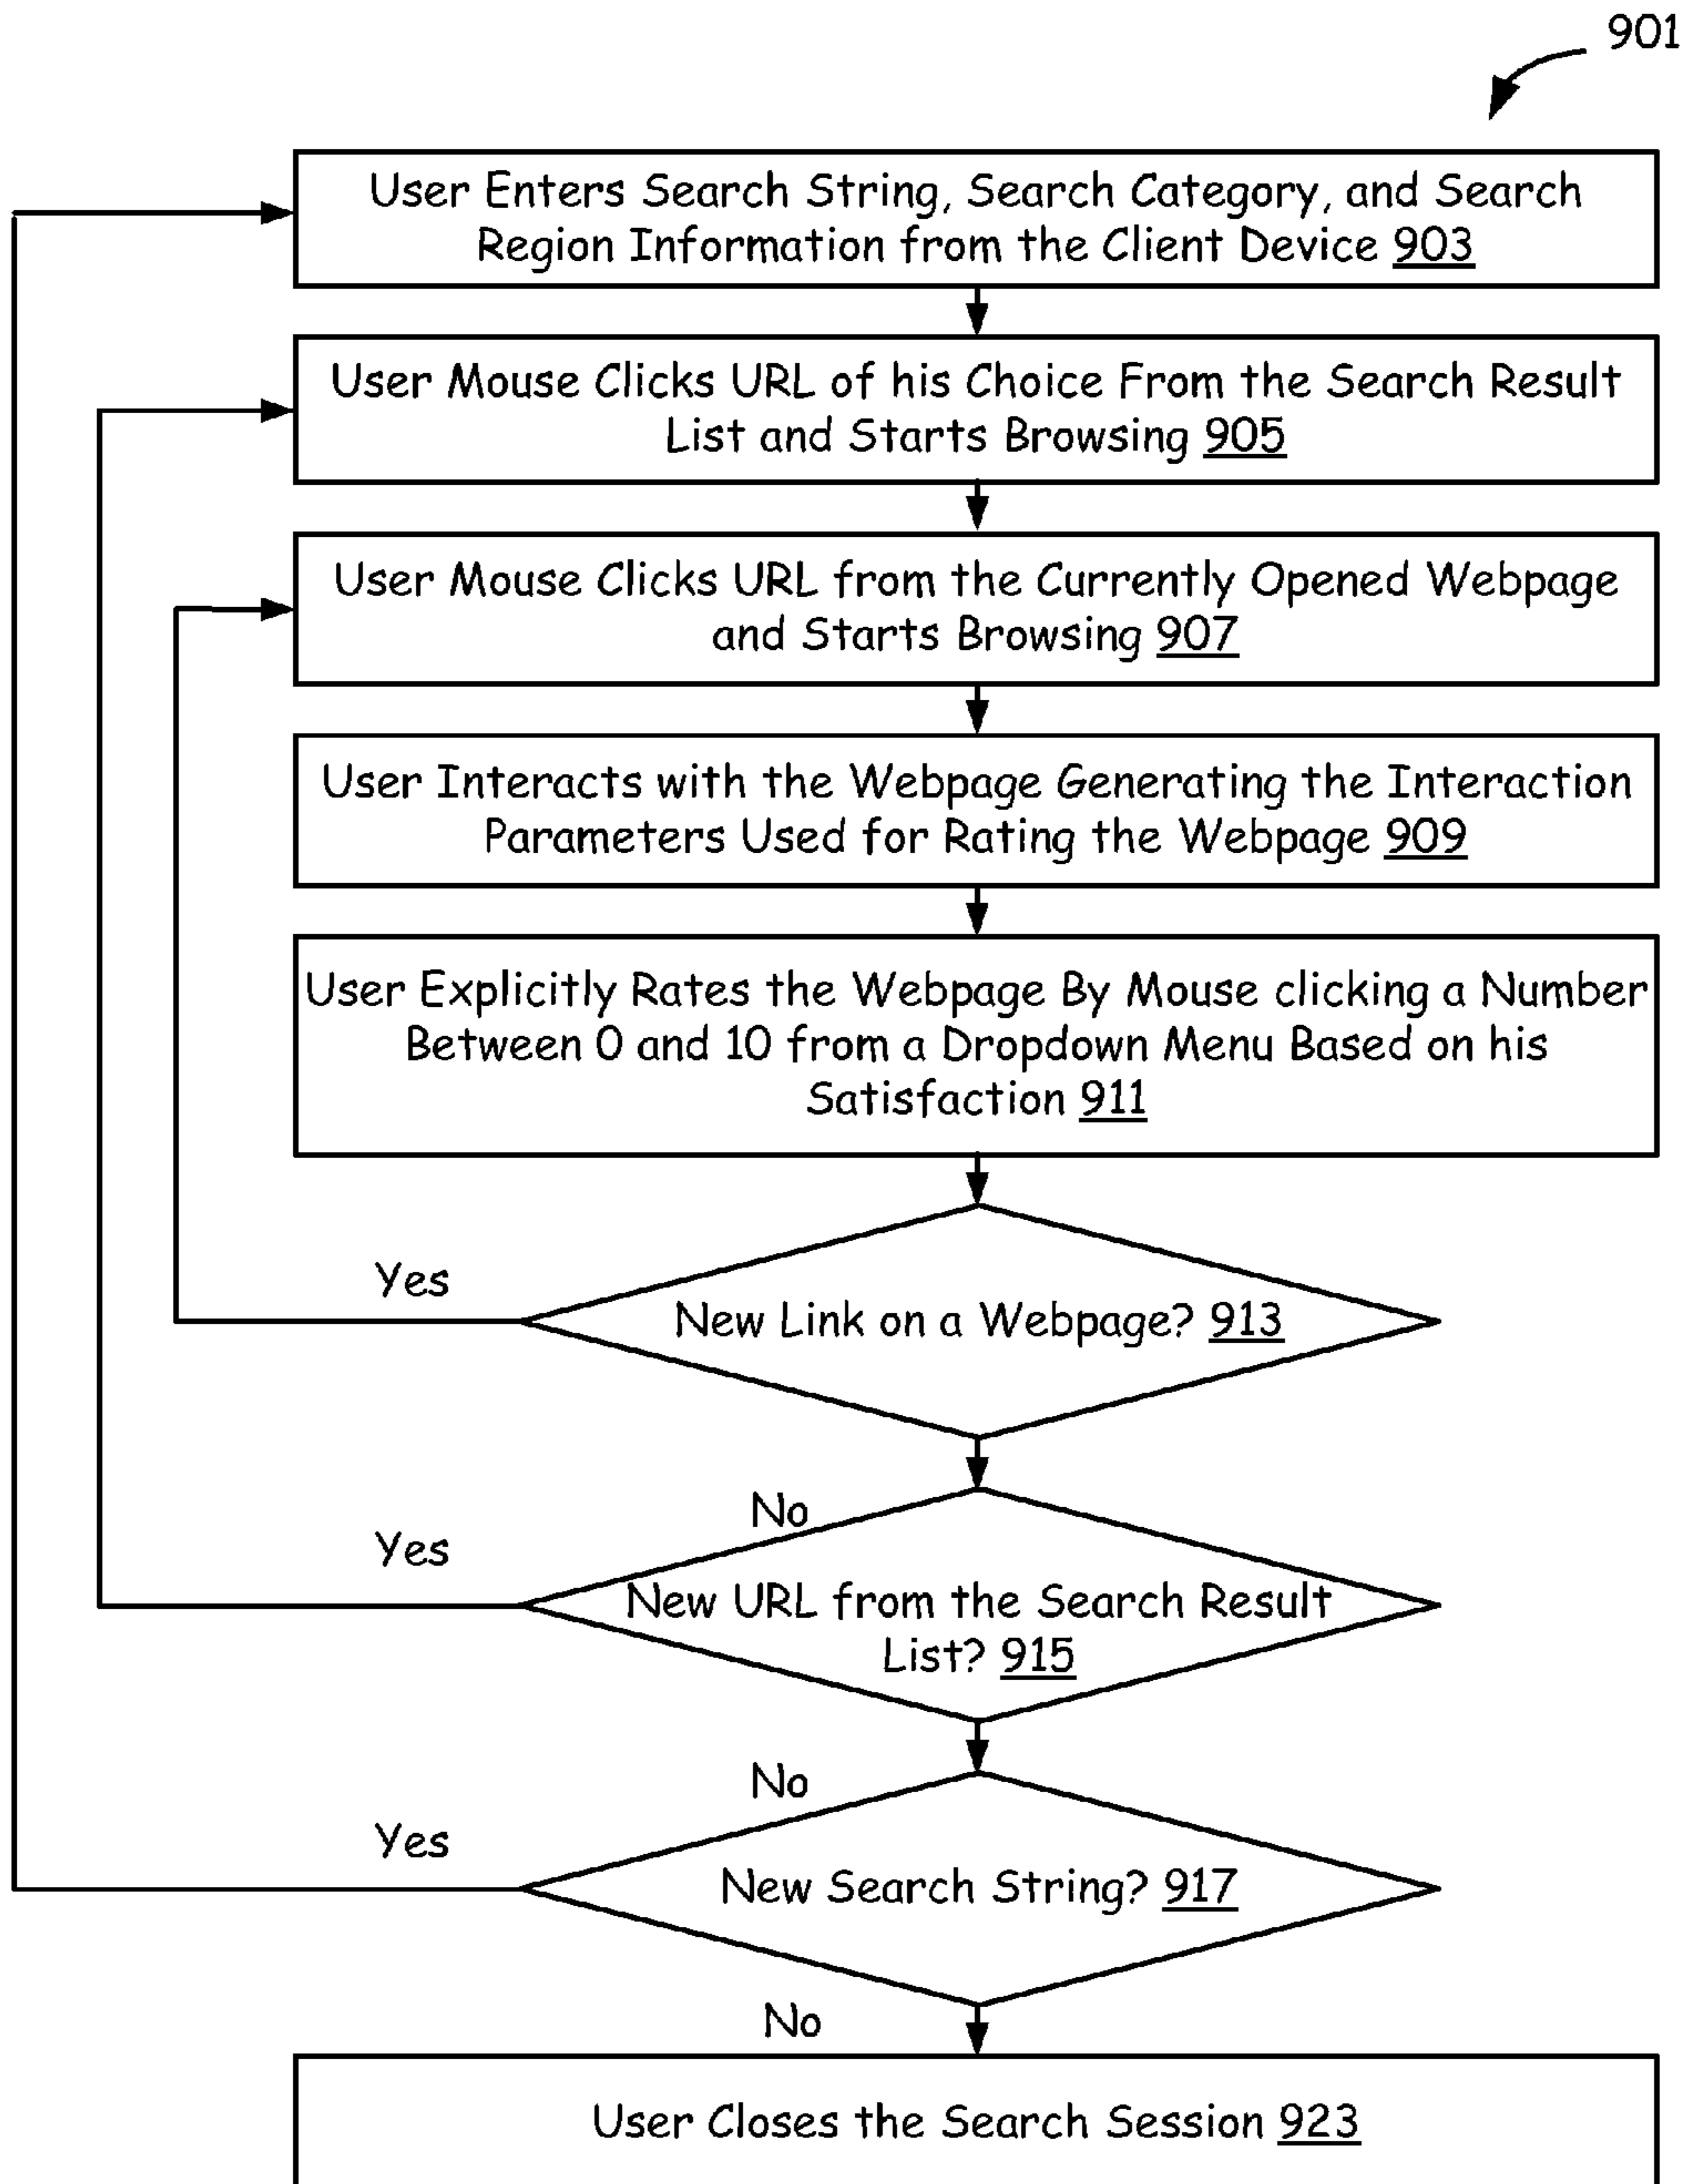 901
User Enters Search String, Search Category, and Search
Region Information from the Client Device 903
User Mouse Clicks URL of his Choice From the Search Result
List and Starts Browsing 905
User Mouse Clicks URL from the Currently Opened Webpage
and Starts Browsing 907
User Interacts with the Webpage Generating the Interaction
Parameters Used for Rating the Webpage 909
User Explicitly Rates the Webpage By Mouse clicking a Number
Between 0 and 10 from a Dropdown Menu Based on his
Satisfaction 911
Yes
New Link on a Webpage? 913
No
Yes
New URL from the Search Result
List? 915
No
Yes
New Search String? 917
No
User Closes the Search Session 923